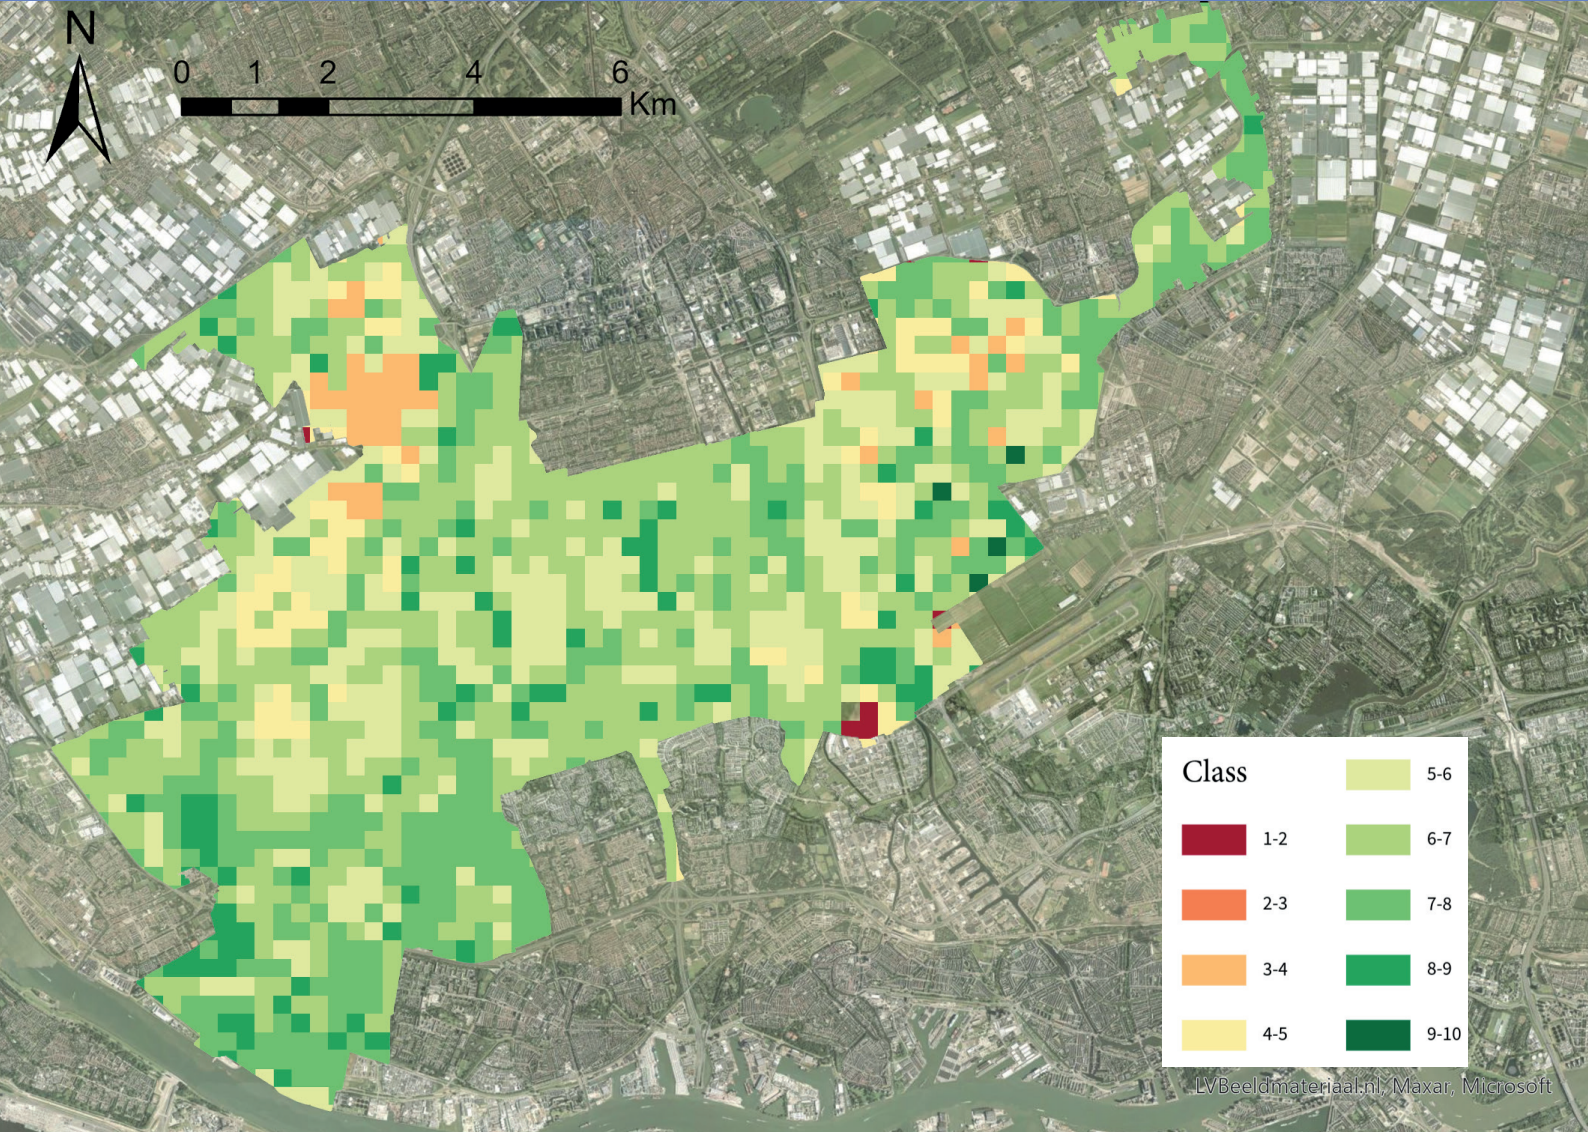 N
0 1 2 4 6
Km
Class
1-2
2-3
3-4
4-5
5-6
6-7
7-8
8-9
9-10
LVBeeldmateriaal.nl, Maxar, Microsoft